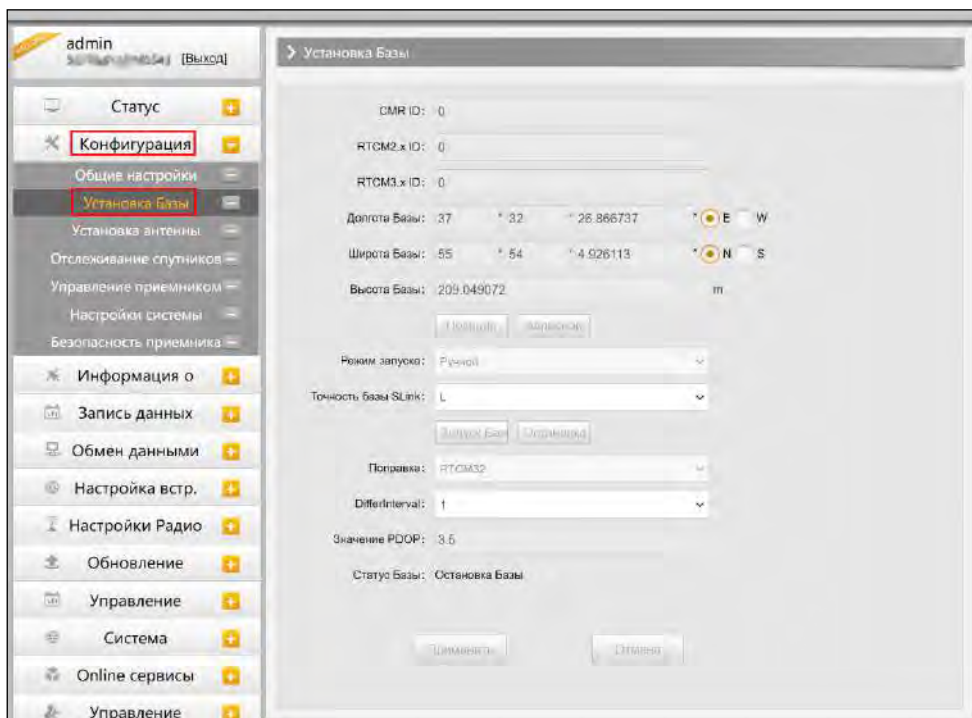 admin
[Выход]
Статус
Конфигурация
Общие настройки
Установка Базы
Установка антенны
Отслеживание спутников
Управление приемником
Настройки системы
Безопасность приемника
Информация о
Запись данных
Обмен данными
Настройка встр.
Настройки Радио
Обновление
Управление
Система
Online сервисы
Управление
Установка Базы
CMR ID: 0
RTCM2.x ID: 0
RTCM3.x ID: 0
Долгота Базы: 37 ° 32 ' 26.866737 " E W
Широта Базы: 55 ° 54 ' 4.926113 " N S
Высота Базы: 209.049072 m
Режим запуска: Ручной
Точность базы SLink: L
Запуск Баз Остановка
Поправка: RTCM32
DifferInterval: 1
Значение PDOP: 3.5
Статус Базы: Остановка Базы
Применить Отмена